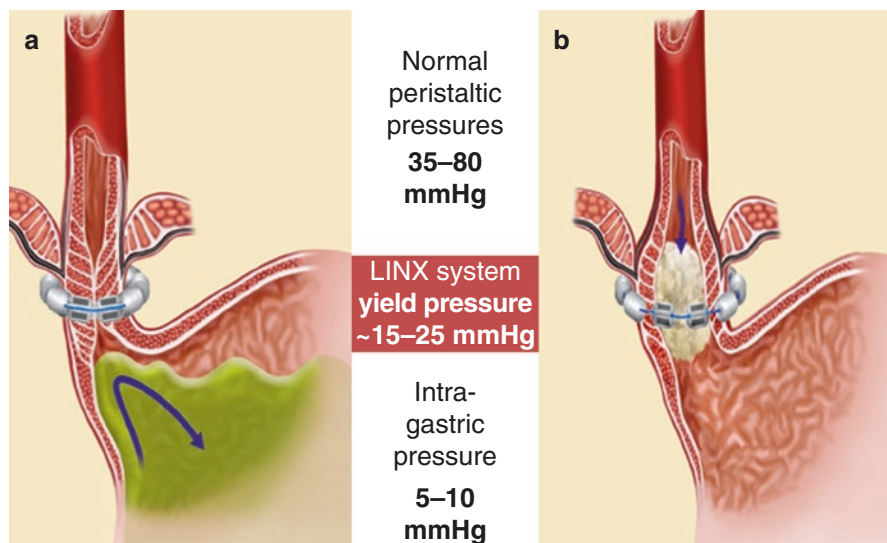 a
Normal
peristaltic
pressures
35–80
mmHg
LINX system
yield pressure
~15–25 mmHg
Intra-
gastric
pressure
5–10
mmHg
b